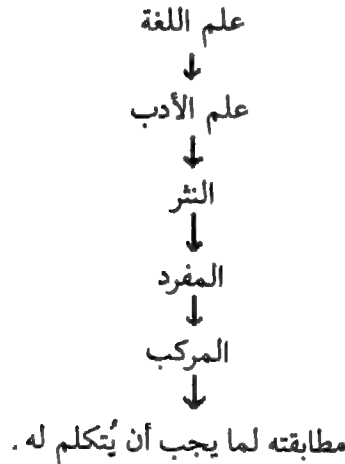 علم اللغة
علم الأدب
النثر
المفرد
المركب
مطابقته لما يجب أن يُتكلم له .